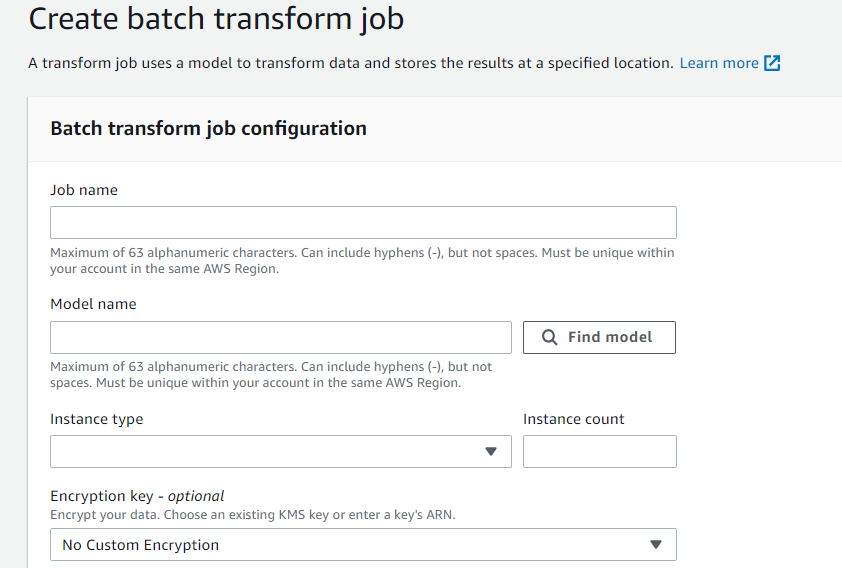 Create batch transform job
A transform job uses a model to transform data and stores the results at a specified location. Learn more
Batch transform job configuration
Job name
Maximum of 63 alphanumeric characters. Can include hyphens (-), but not spaces. Must be unique within
your account in the same AWS Region.
Model name
Find model
Maximum of 63 alphanumeric characters. Can include hyphens (-), but not
spaces. Must be unique within your account in the same AWS Region.
Instance type
Instance count
Encryption key - optional
Encrypt your data. Choose an existing KMS key or enter a key's ARN.
No Custom Encryption